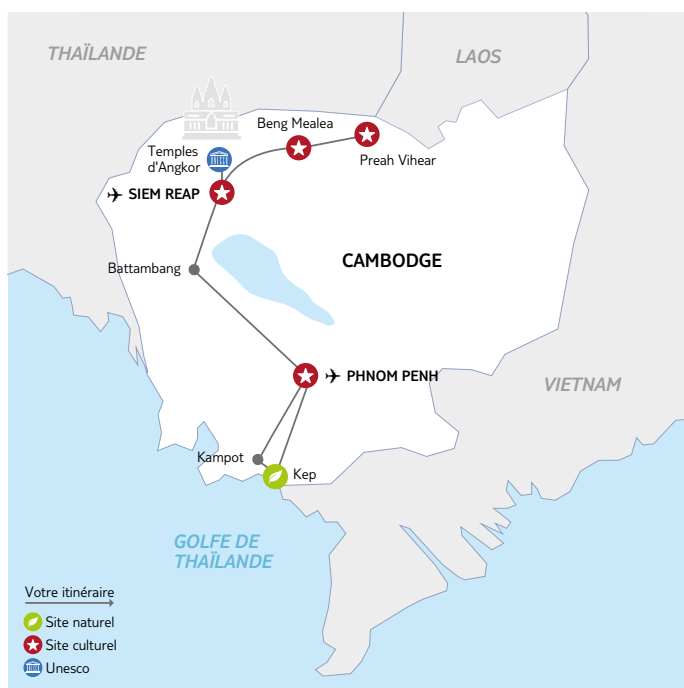 THAÏLANDE
LAOS
Beng Mealea
Temples
d'Angkor
Preah Vihear
SIEM REAP
CAMBODGE
Battambang
PHNOM PENH
VIETNAM
Kampot
Kep
GOLFE DE
THAÏLANDE
Votre itinéraire
Site naturel
Site culturel
Unesco